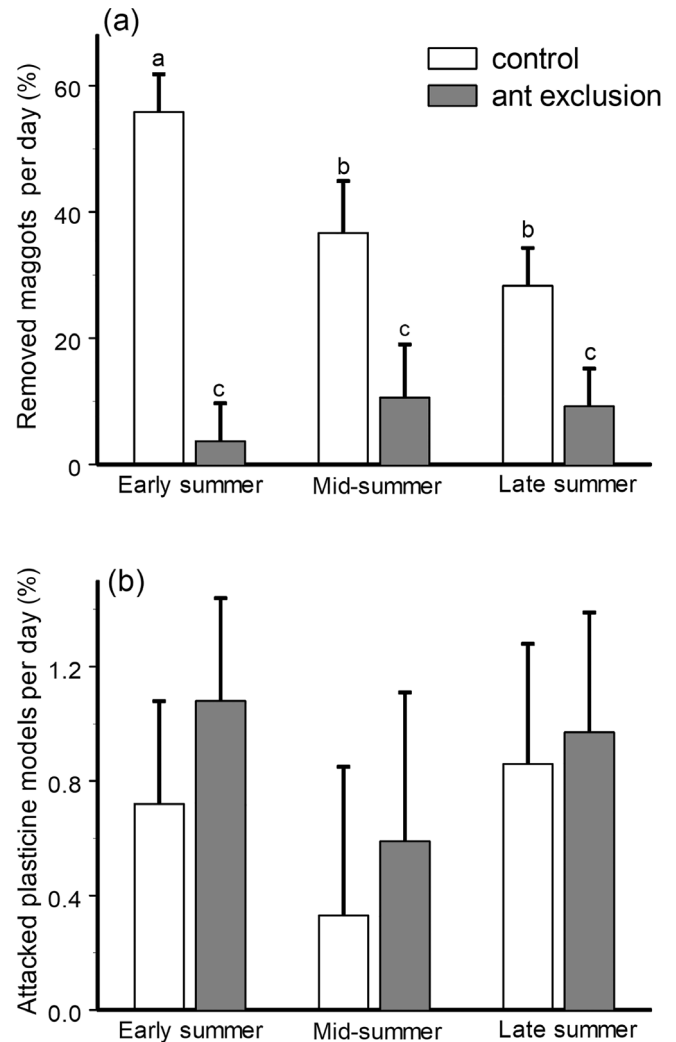 (a)
control
ant exclusion
Removed maggots per day (%)
60
40
20
0
a
c
b
c
b
c
Early summer
Mid-summer
Late summer
(b)
Attacked plasticine models per day (%)
1.2
0.8
0.4
0.0
Early summer
Mid-summer
Late summer